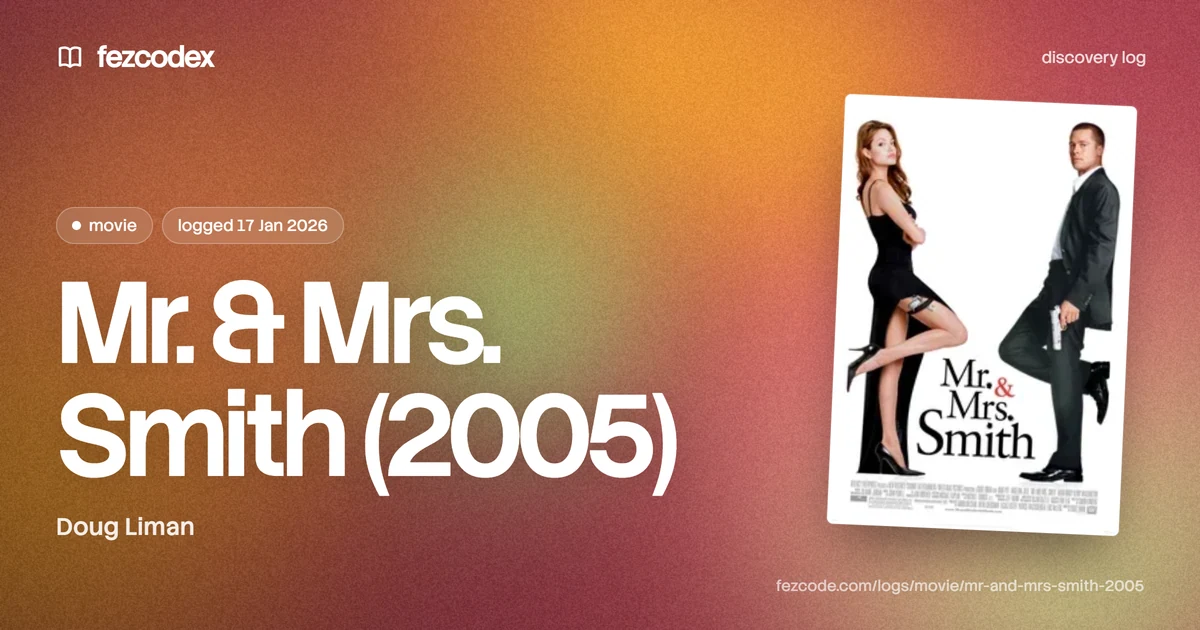 fezcodex
discovery log
movie
logged 17 Jan 2026
Mr. & Mrs.
Smith (2005)
Doug Liman
Mr. &
Mrs.
Smith
fezcode.com/logs/movie/mr-and-mrs-smith-2005